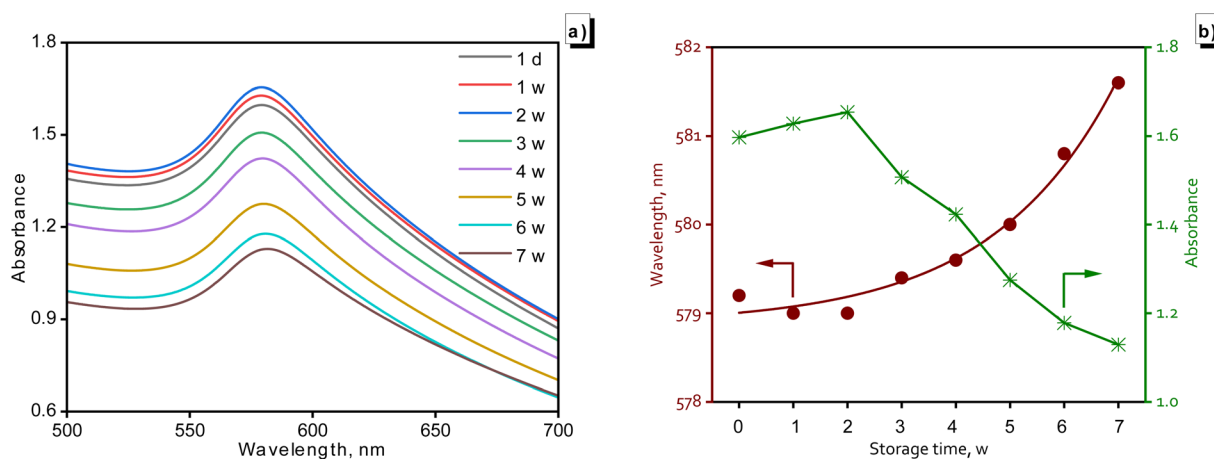 a)
1.8
1.5
1.2
0.9
0.6
Absorbance
1 d
1 w
2 w
3 w
4 w
5 w
6 w
7 w
500
550
600
650
700
Wavelength, nm
b)
582
581
580
579
578
Wavelength, nm
1.8
1.6
1.4
1.2
1.0
Absorbance
0
1
2
3
4
5
6
7
Storage time, w